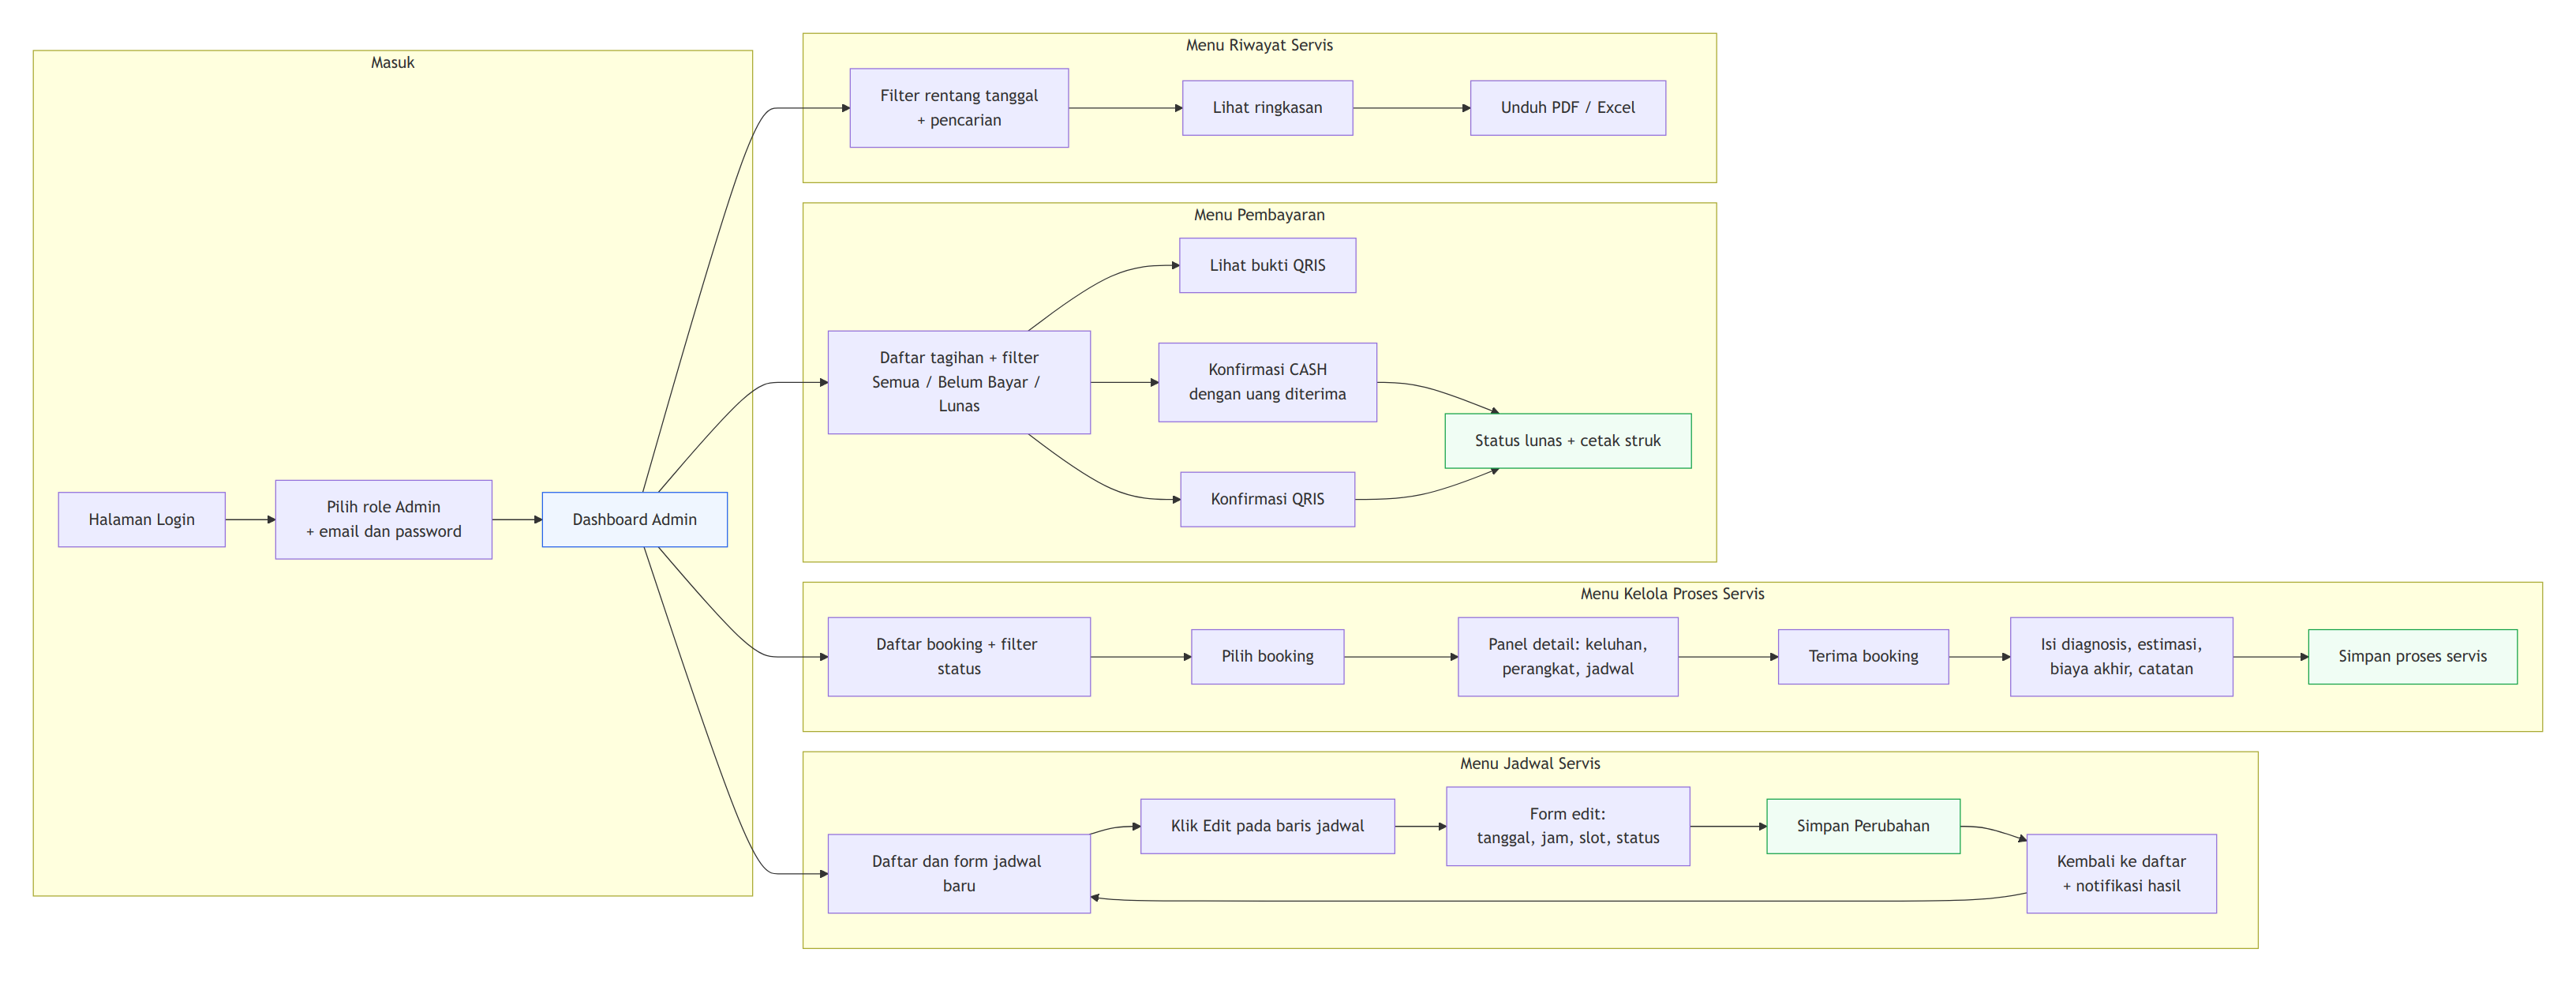 Masuk
Halaman Login
Pilih role Admin
+ email dan password
Dashboard Admin
Menu Riwayat Servis
Filter rentang tanggal
+ pencarian
Lihat ringkasan
Unduh PDF / Excel
Menu Pembayaran
Daftar tagihan + filter
Semua / Belum Bayar /
Lunas
Lihat bukti QRIS
Konfirmasi CASH
dengan uang diterima
Konfirmasi QRIS
Status lunas + cetak struk
Menu Kelola Proses Servis
Daftar booking + filter
status
Pilih booking
Panel detail: keluhan,
perangkat, jadwal
Terima booking
Isi diagnosis, estimasi,
biaya akhir, catatan
Simpan proses servis
Menu Jadwal Servis
Daftar dan form jadwal
baru
Klik Edit pada baris jadwal
Form edit:
tanggal, jam, slot, status
Simpan Perubahan
Kembali ke daftar
+ notifikasi hasil